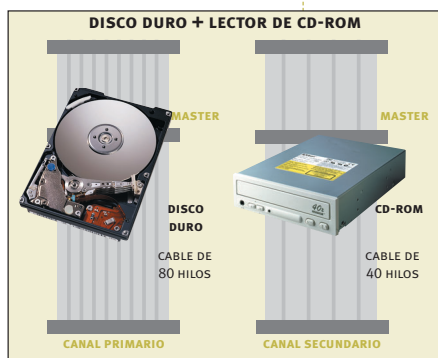 DISCO DURO + LECTOR DE CD-ROM
MASTER
MASTER
DISCO
DURO
CD-ROM
CABLE DE
80 HILOS
CABLE DE
40 HILOS
40x
CANAL PRIMARIO
CANAL SECUNDARIO